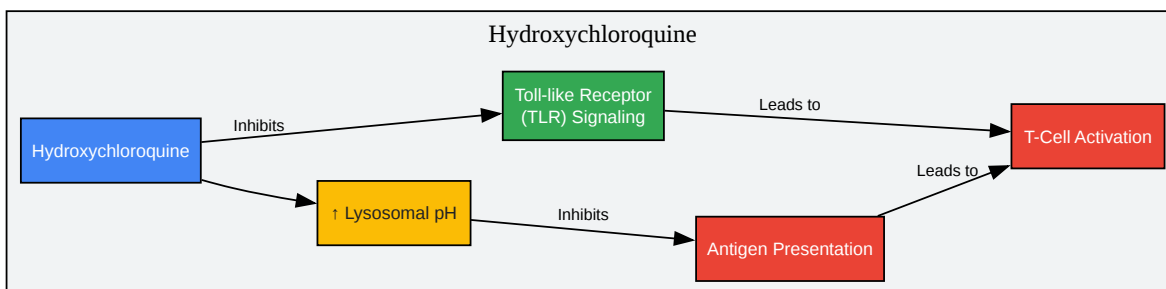 Hydroxychloroquine
Toll-like Receptor
(TLR) Signaling
Leads to
Inhibits
T-Cell Activation
Hydroxychloroquine
Leads to
↑ Lysosomal pH
Inhibits
Antigen Presentation